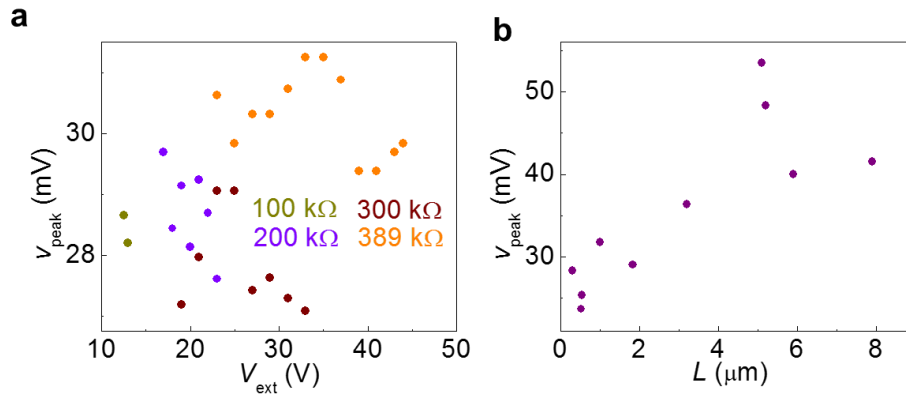 a
30
28
10 20 30 40 50
v_peak (mV)
V_ext (V)
100 kΩ 300 kΩ
200 kΩ 389 kΩ
b
50
40
30
0 2 4 6 8
v_peak (mV)
L (μm)